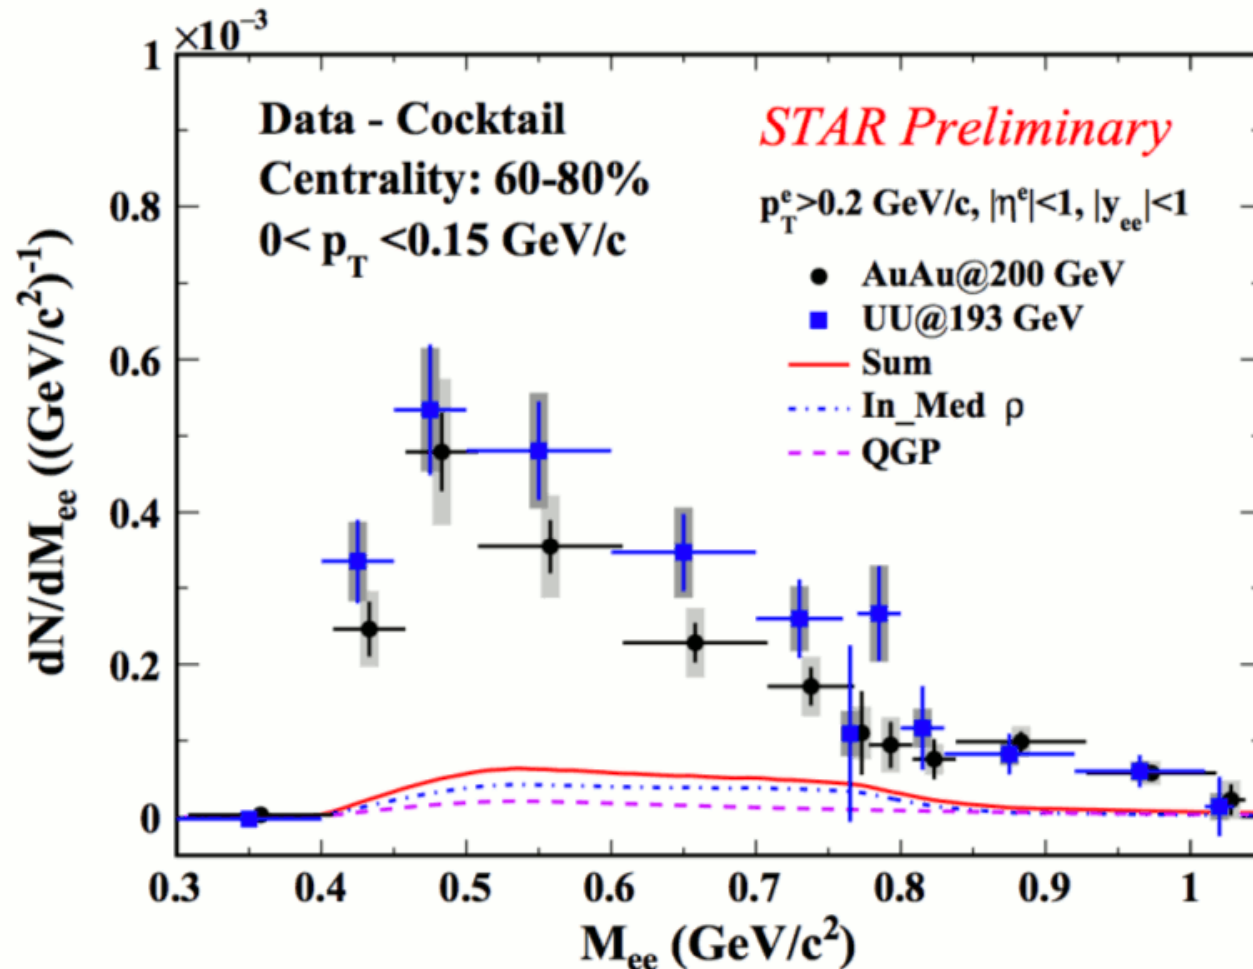 ×10⁻³
Data - Cocktail
Centrality: 60-80%
0< p_T <0.15 GeV/c
STAR Preliminary
p_T^e>0.2 GeV/c, |η^e|<1, |y_ee|<1
AuAu@200 GeV
UU@193 GeV
Sum
In_Med ρ
QGP
dN/dM_ee ((GeV/c²)⁻¹)
1
0.8
0.6
0.4
0.2
0
0.3 0.4 0.5 0.6 0.7 0.8 0.9 1
M_ee (GeV/c²)